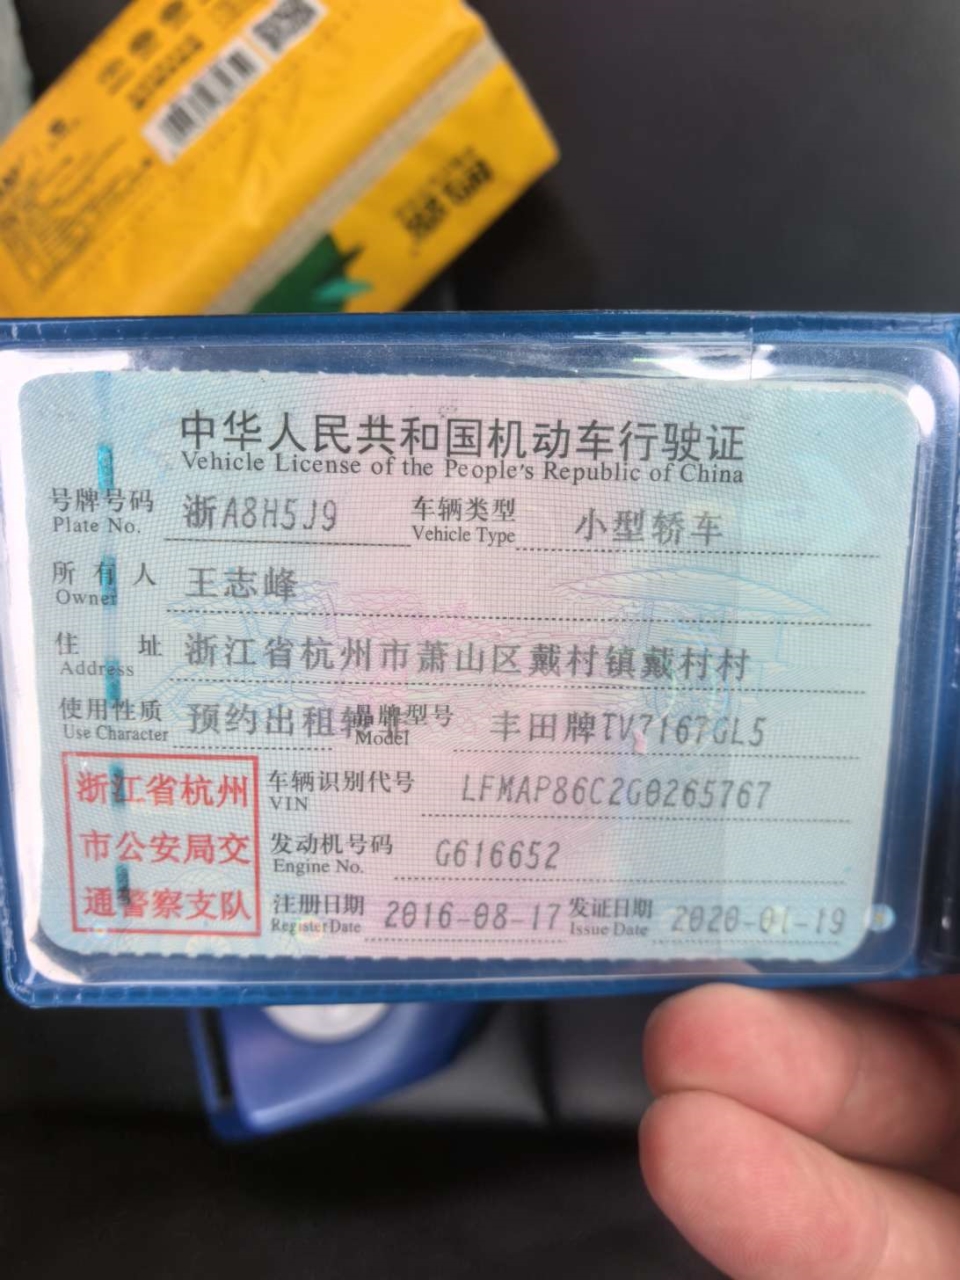 中华人民共和国机动车行驶证
Vehicle License of the People's Republic of China
号牌号码 浙A8H5J9 车辆类型 小型轿车
Plate No. Vehicle Type
所有人 王志峰
Owner
住址 浙江省杭州市萧山区戴村镇戴村村
Address
使用性质 预约出租转 品牌型号 丰田牌TV7167GL5
Use Character Model
浙江省杭州
市公安局交
通警察支队
车辆识别代号 LFMAP86C2G0265767
VIN
发动机号码 G616652
Engine No.
注册日期 2016-08-17 发证日期 2020-01-19
Register Date Issue Date